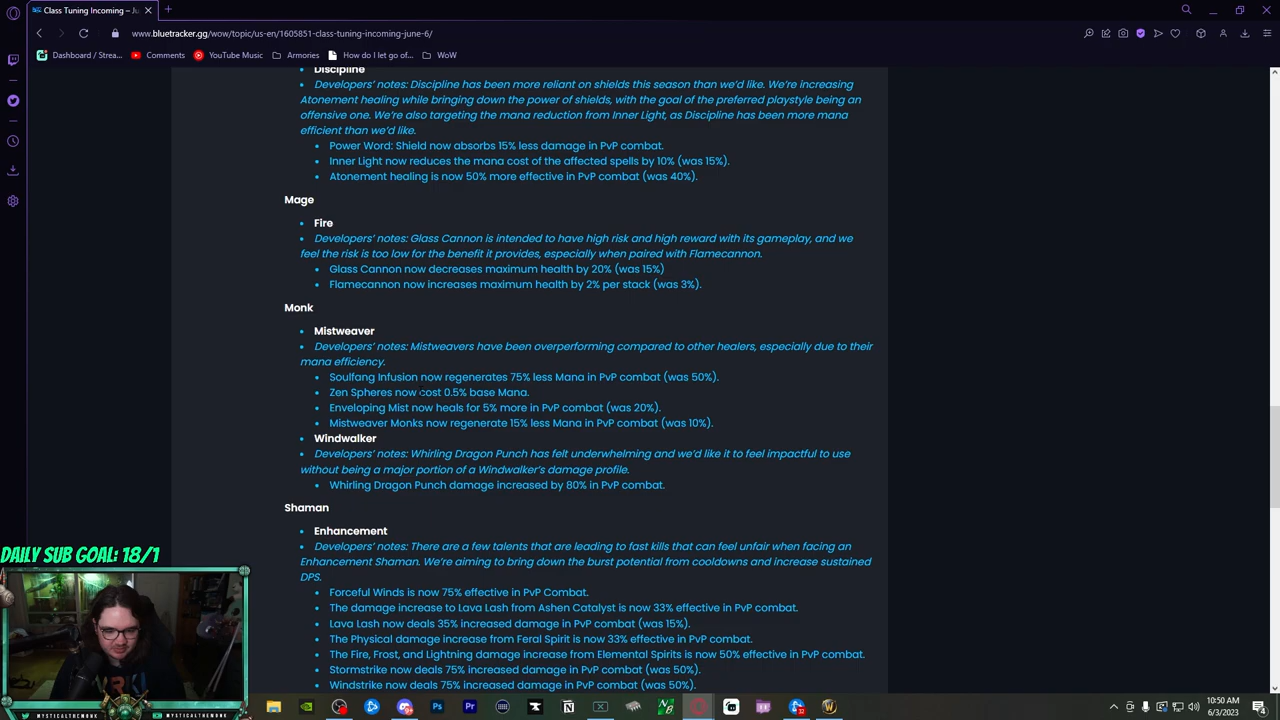 Class Tuning Incoming – Ju
www.bluetracker.gg/wow/topic/us-en/1605851-class-tuning-incoming-june-6/
Dashboard / Strea...
Comments
YouTube Music
Armories
How do I let go of...
WoW
Discipline
Developers' notes: Discipline has been more reliant on shields this season than we'd like. We're increasing
Atonement healing while bringing down the power of shields, with the goal of the preferred playstyle being an
offensive one. We're also targeting the mana reduction from Inner Light, as Discipline has been more mana
efficient than we'd like.
Power Word: Shield now absorbs 15% less damage in PvP combat.
Inner Light now reduces the mana cost of the affected spells by 10% (was 15%).
Atonement healing is now 50% more effective in PvP combat (was 40%).
Mage
Fire
Developers' notes: Glass Cannon is intended to have high risk and high reward with its gameplay, and we
feel the risk is too low for the benefit it provides, especially when paired with Flamecannon.
Glass Cannon now decreases maximum health by 20% (was 15%)
Flamecannon now increases maximum health by 2% per stack (was 3%).
Monk
Mistweaver
Developers' notes: Mistweavers have been overperforming compared to other healers, especially due to their
mana efficiency.
Soulfang Infusion now regenerates 75% less Mana in PvP combat (was 50%).
Zen Spheres now cost 0.5% base Mana.
Enveloping Mist now heals for 5% more in PvP combat (was 20%).
Mistweaver Monks now regenerate 15% less Mana in PvP combat (was 10%).
Windwalker
Developers' notes: Whirling Dragon Punch has felt underwhelming and we'd like it to feel impactful to use
without being a major portion of a Windwalker's damage profile.
Whirling Dragon Punch damage increased by 80% in PvP combat.
Shaman
Enhancement
Developers' notes: There are a few talents that are leading to fast kills that can feel unfair when facing an
Enhancement Shaman. We're aiming to bring down the burst potential from cooldowns and increase sustained
DPS.
Forceful Winds is now 75% effective in PvP Combat.
The damage increase to Lava Lash from Ashen Catalyst is now 33% effective in PvP combat.
Lava Lash now deals 35% increased damage in PvP combat (was 15%).
The Physical damage increase from Feral Spirit is now 33% effective in PvP combat.
The Fire, Frost, and Lightning damage increase from Elemental Spirits is now 50% effective in PvP combat.
Stormstrike now deals 75% increased damage in PvP combat (was 50%).
Windstrike now deals 75% increased damage in PvP combat (was 50%).
DAILY SUB GOAL: 18/1
MYSTICALTHEMONK
MYSTICALTHEMONK
10:50 AM
6/3/2023